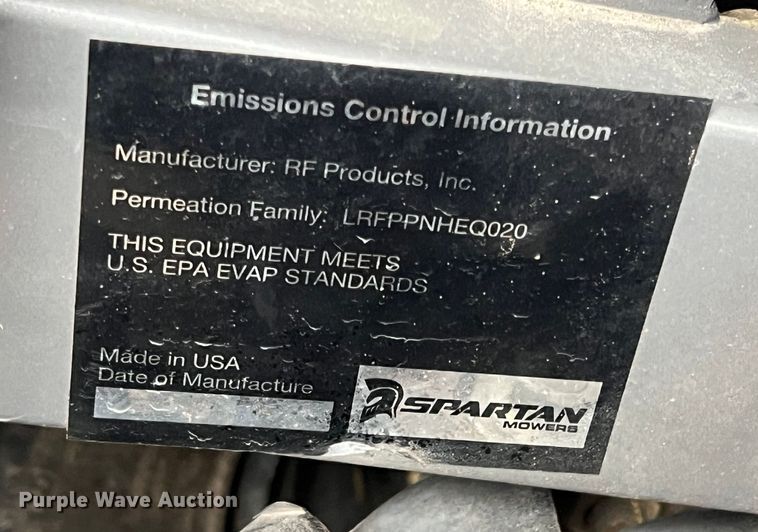 Emissions Control Information
Manufacturer: RF Products, Inc.
Permeation Family: LRFPPNHEQ020
THIS EQUIPMENT MEETS
U.S. EPA EVAP STANDARDS
Made in USA
Date of Manufacture
SPARTAN
MOWERS
Purple Wave Auction